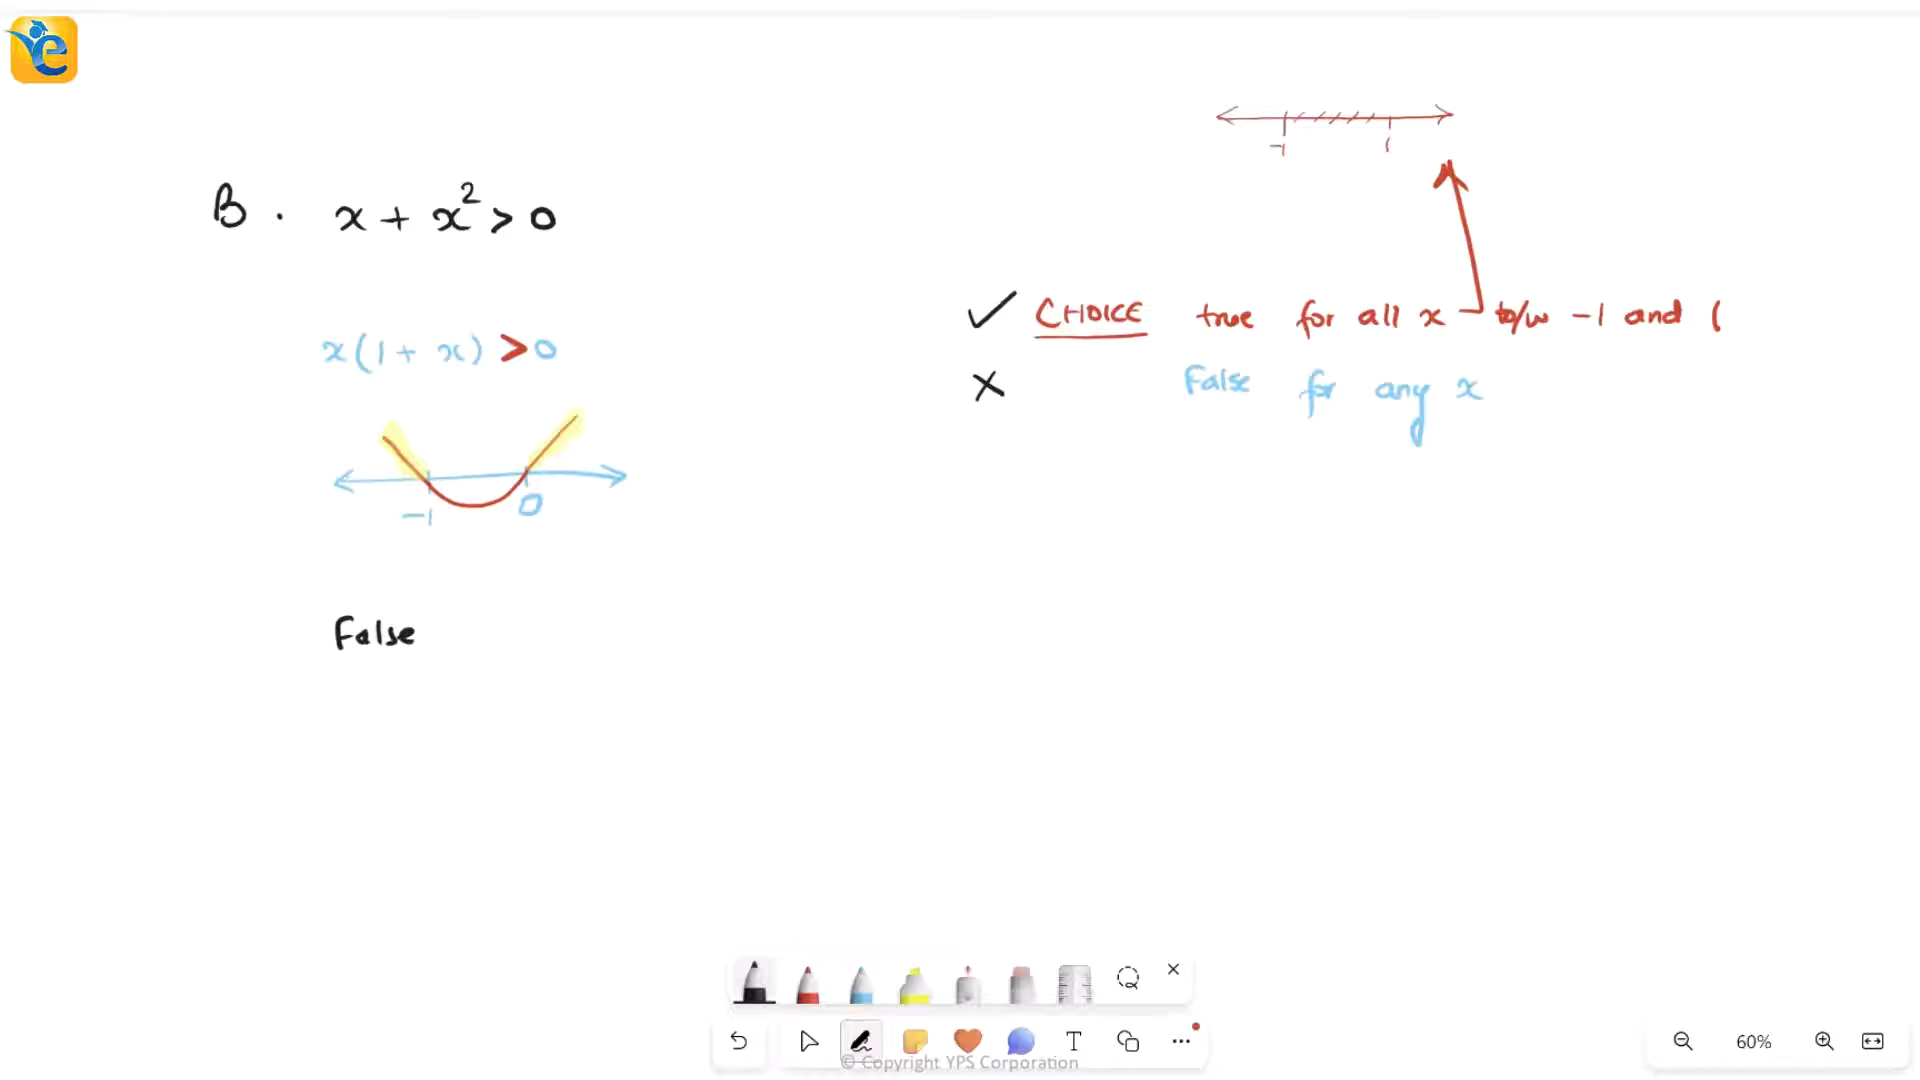 -1 1
B. x + x² > 0
✓ CHOICE true for all x b/w -1 and 1
x(1 + x) > 0
✗ False for any x
-1 0
False
60%
© Copyright YPS Corporation